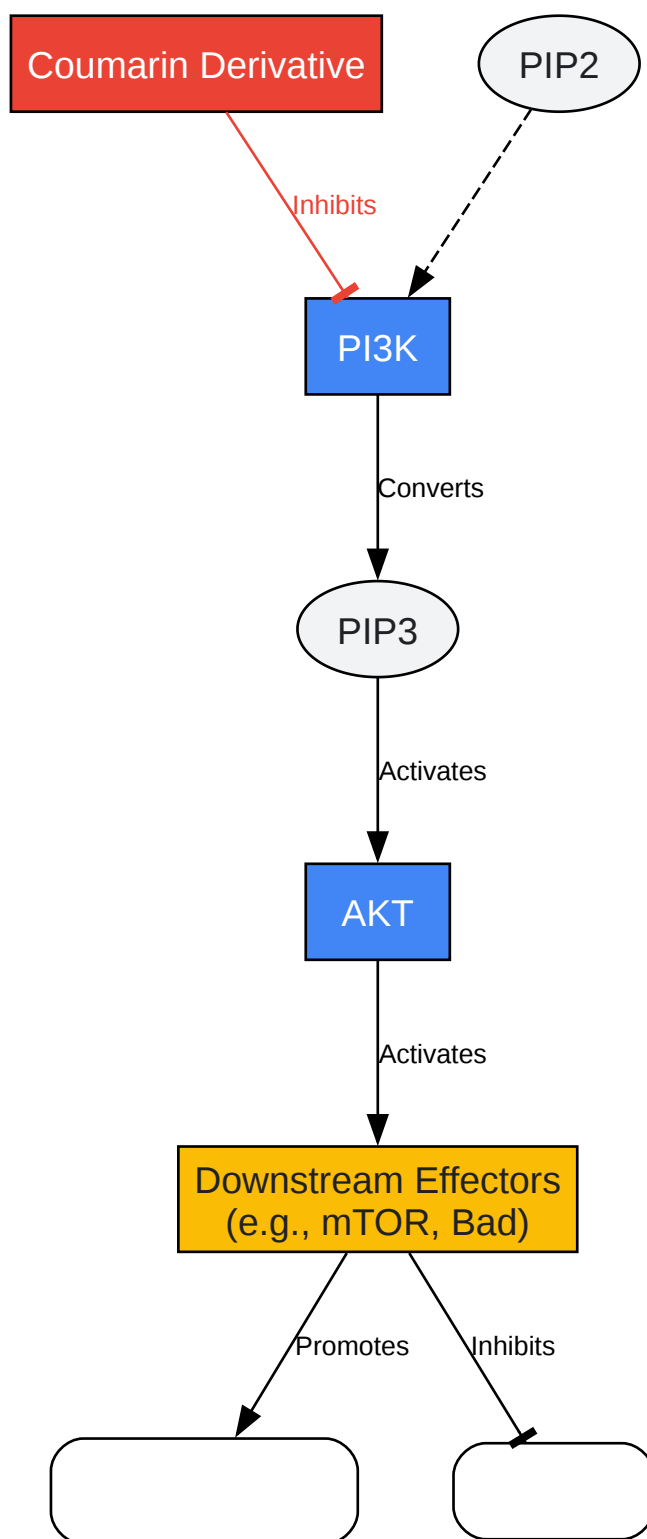 Coumarin Derivative
PIP2
Inhibits
PI3K
Converts
PIP3
Activates
AKT
Activates
Downstream Effectors
(e.g., mTOR, Bad)
Promotes
Inhibits